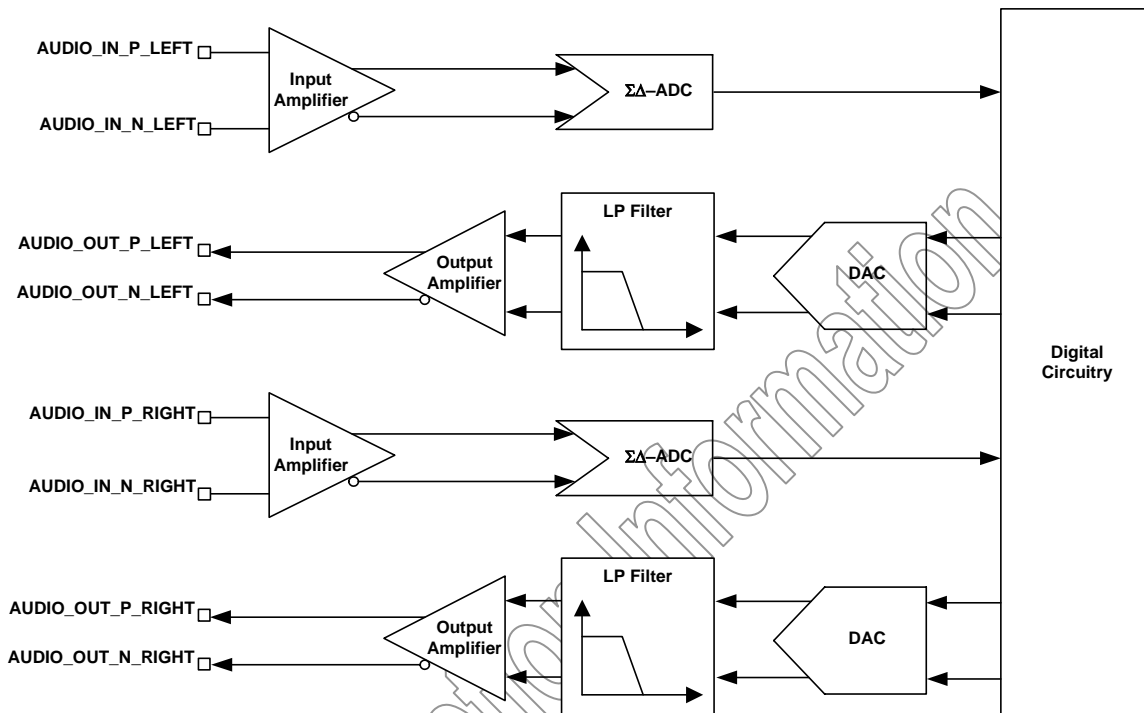 AUDIO_IN_P_LEFT
Input
Amplifier
ΣΔ–ADC
AUDIO_IN_N_LEFT
LP Filter
AUDIO_OUT_P_LEFT
Output
Amplifier
DAC
AUDIO_OUT_N_LEFT
Digital
Circuitry
AUDIO_IN_P_RIGHT
Input
Amplifier
ΣΔ–ADC
AUDIO_IN_N_RIGHT
LP Filter
AUDIO_OUT_P_RIGHT
Output
Amplifier
DAC
AUDIO_OUT_N_RIGHT
Information